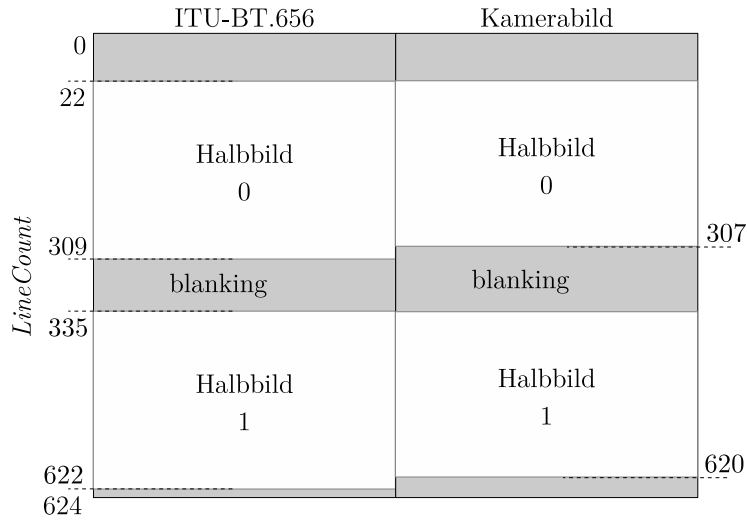 ITU-BT.656 Kamerabild
0
22
Halbbild
0
Halbbild
0
LineCount
309
307
blanking
blanking
335
Halbbild
1
Halbbild
1
622
620
624